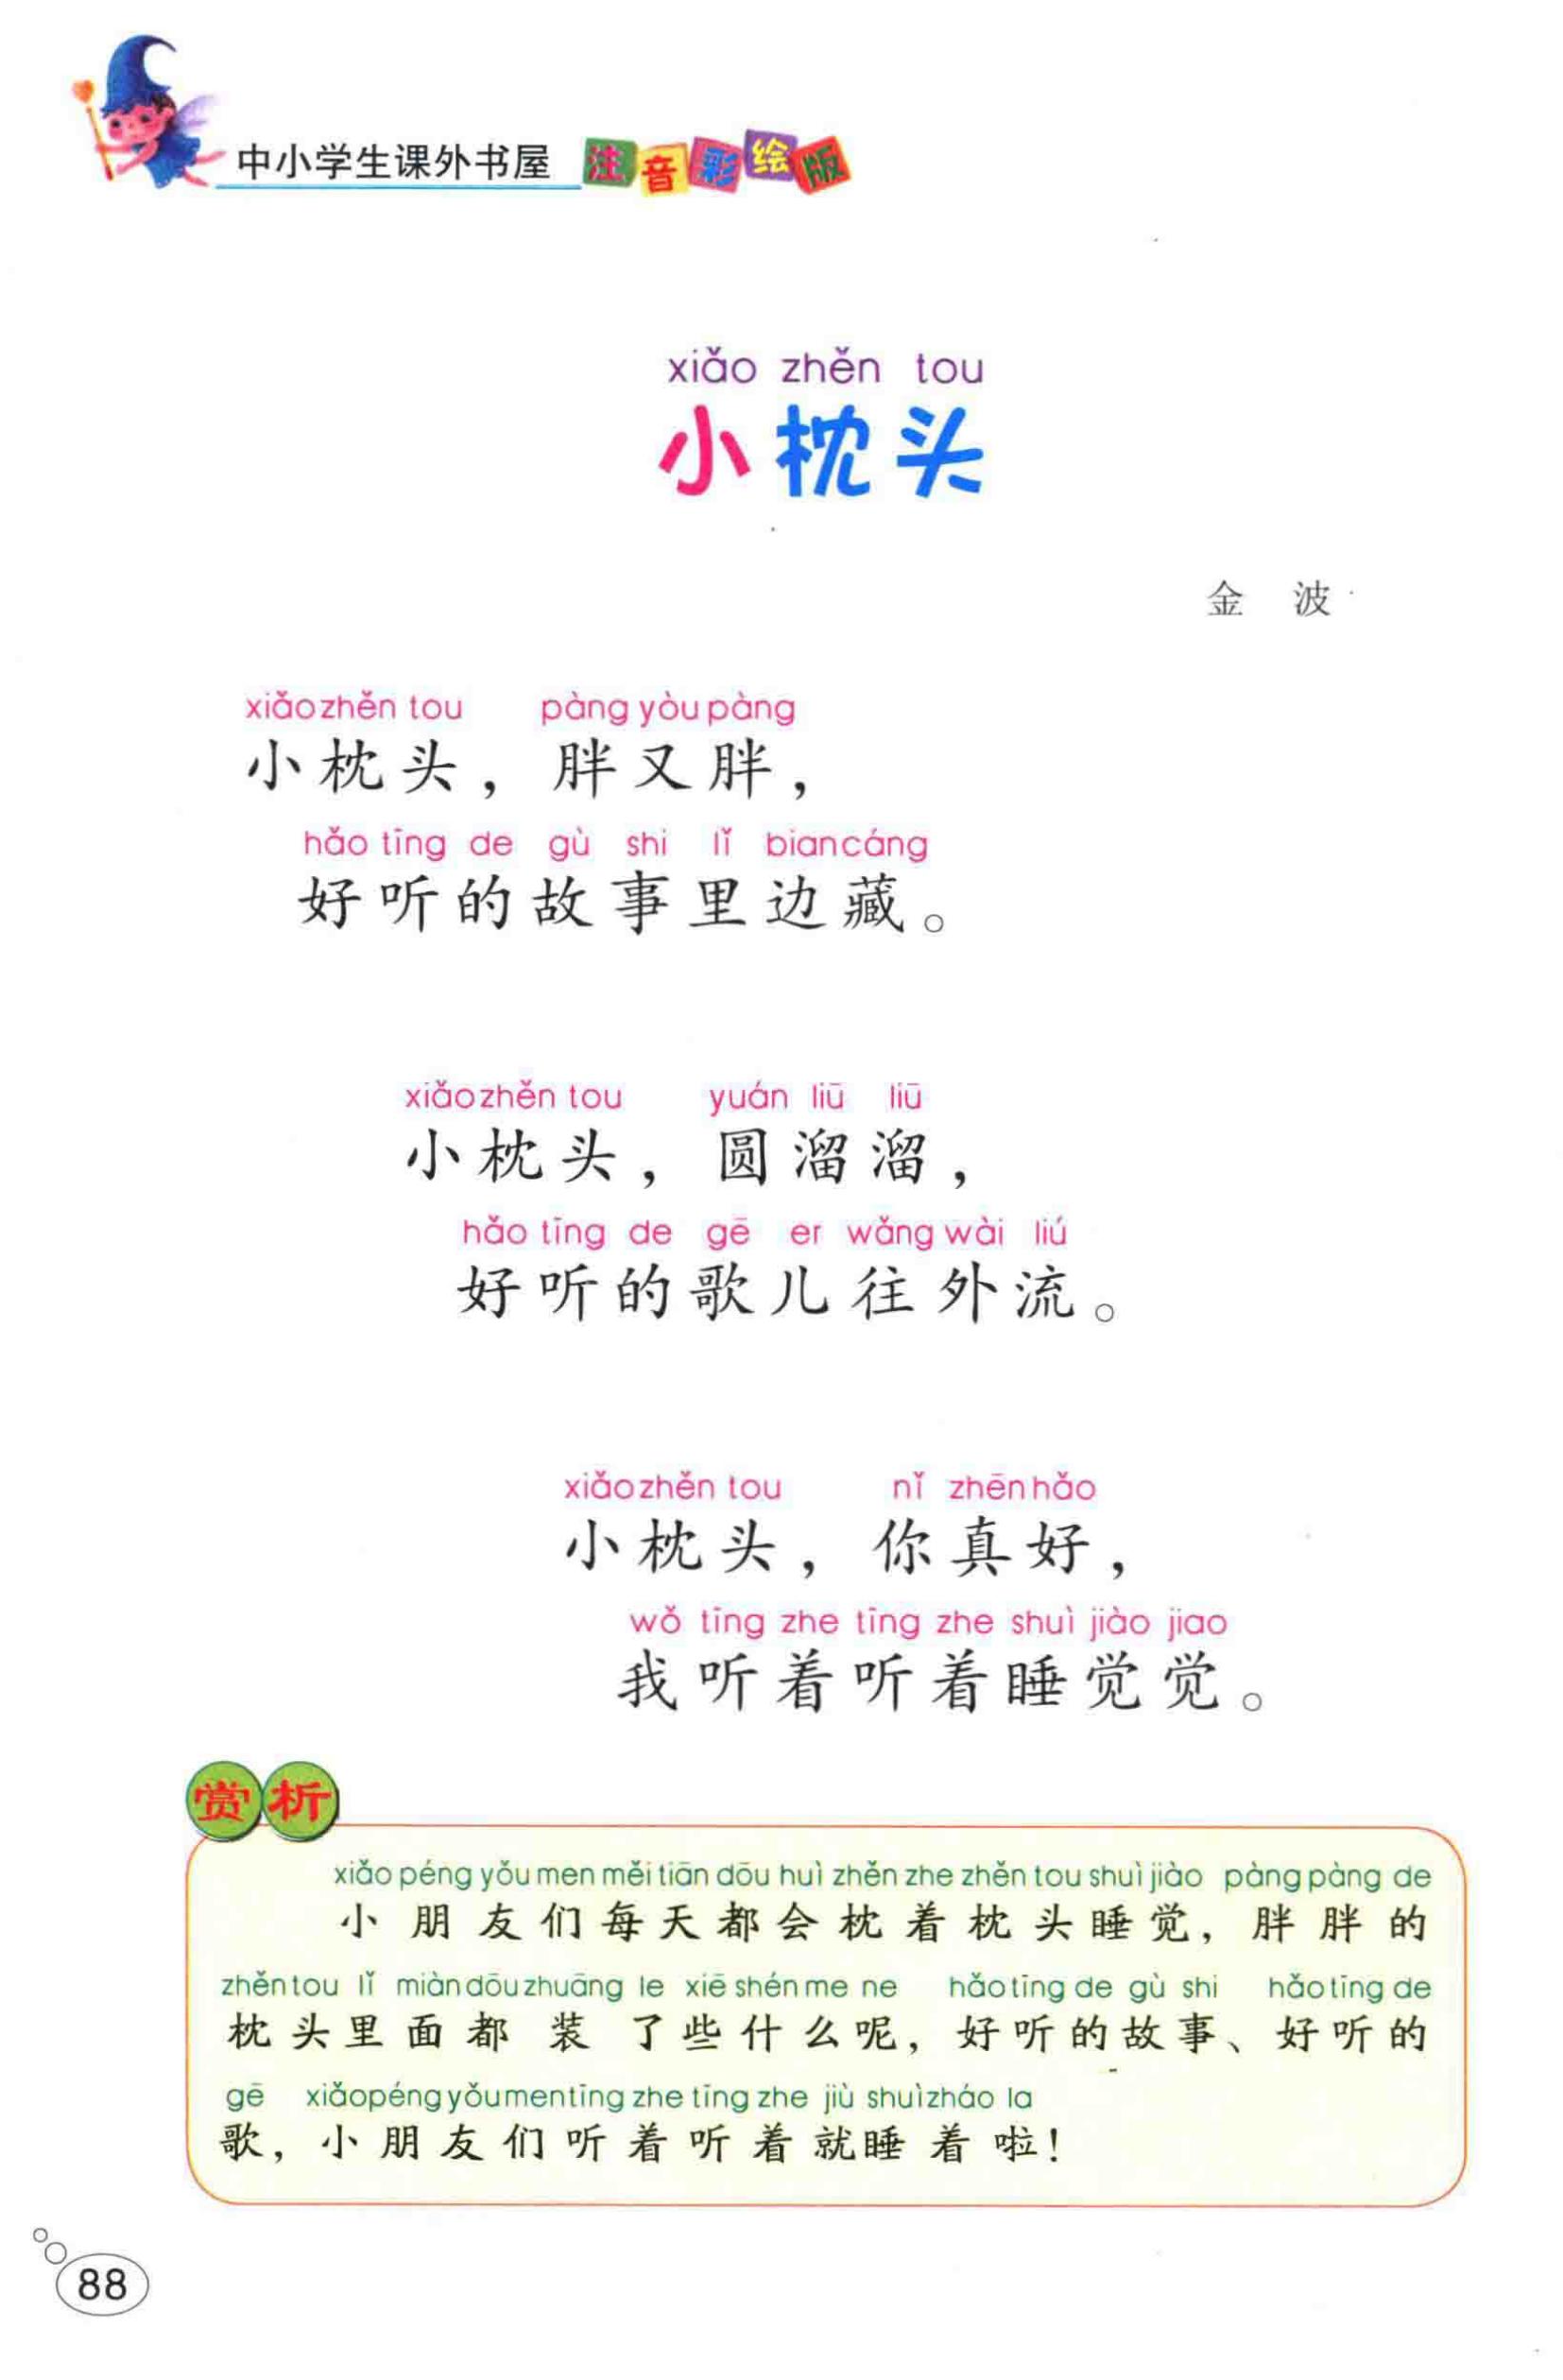 中小学生课外书屋 注音彩绘版
xiǎo zhěn tou
小枕头
金 波
xiǎo zhěn tou pàng yòu pàng
小枕头，胖又胖，
hǎo tīng de gù shi lǐ bian cáng
好听的故事里边藏。
xiǎo zhěn tou yuán liū liū
小枕头，圆溜溜，
hǎo tīng de gē er wǎng wài liú
好听的歌儿往外流。
xiǎo zhěn tou nǐ zhēn hǎo
小枕头，你真好，
wǒ tīng zhe tīng zhe shuì jiào jiao
我听着听着睡觉觉。
赏析
xiǎo péng yǒu men měi tiān dōu huì zhěn zhe zhěn tou shuì jiào pàng pàng de
小朋友们每天都会枕着枕头睡觉，胖胖的
zhěn tou lǐ miàn dōu zhuāng le xiē shén me ne hǎo tīng de gù shi hǎo tīng de
枕头里面都装了些什么呢，好听的故事、好听的
gē xiǎo péng yǒu men tīng zhe tīng zhe jiù shuì zháo la
歌，小朋友们听着听着就睡着啦！
88